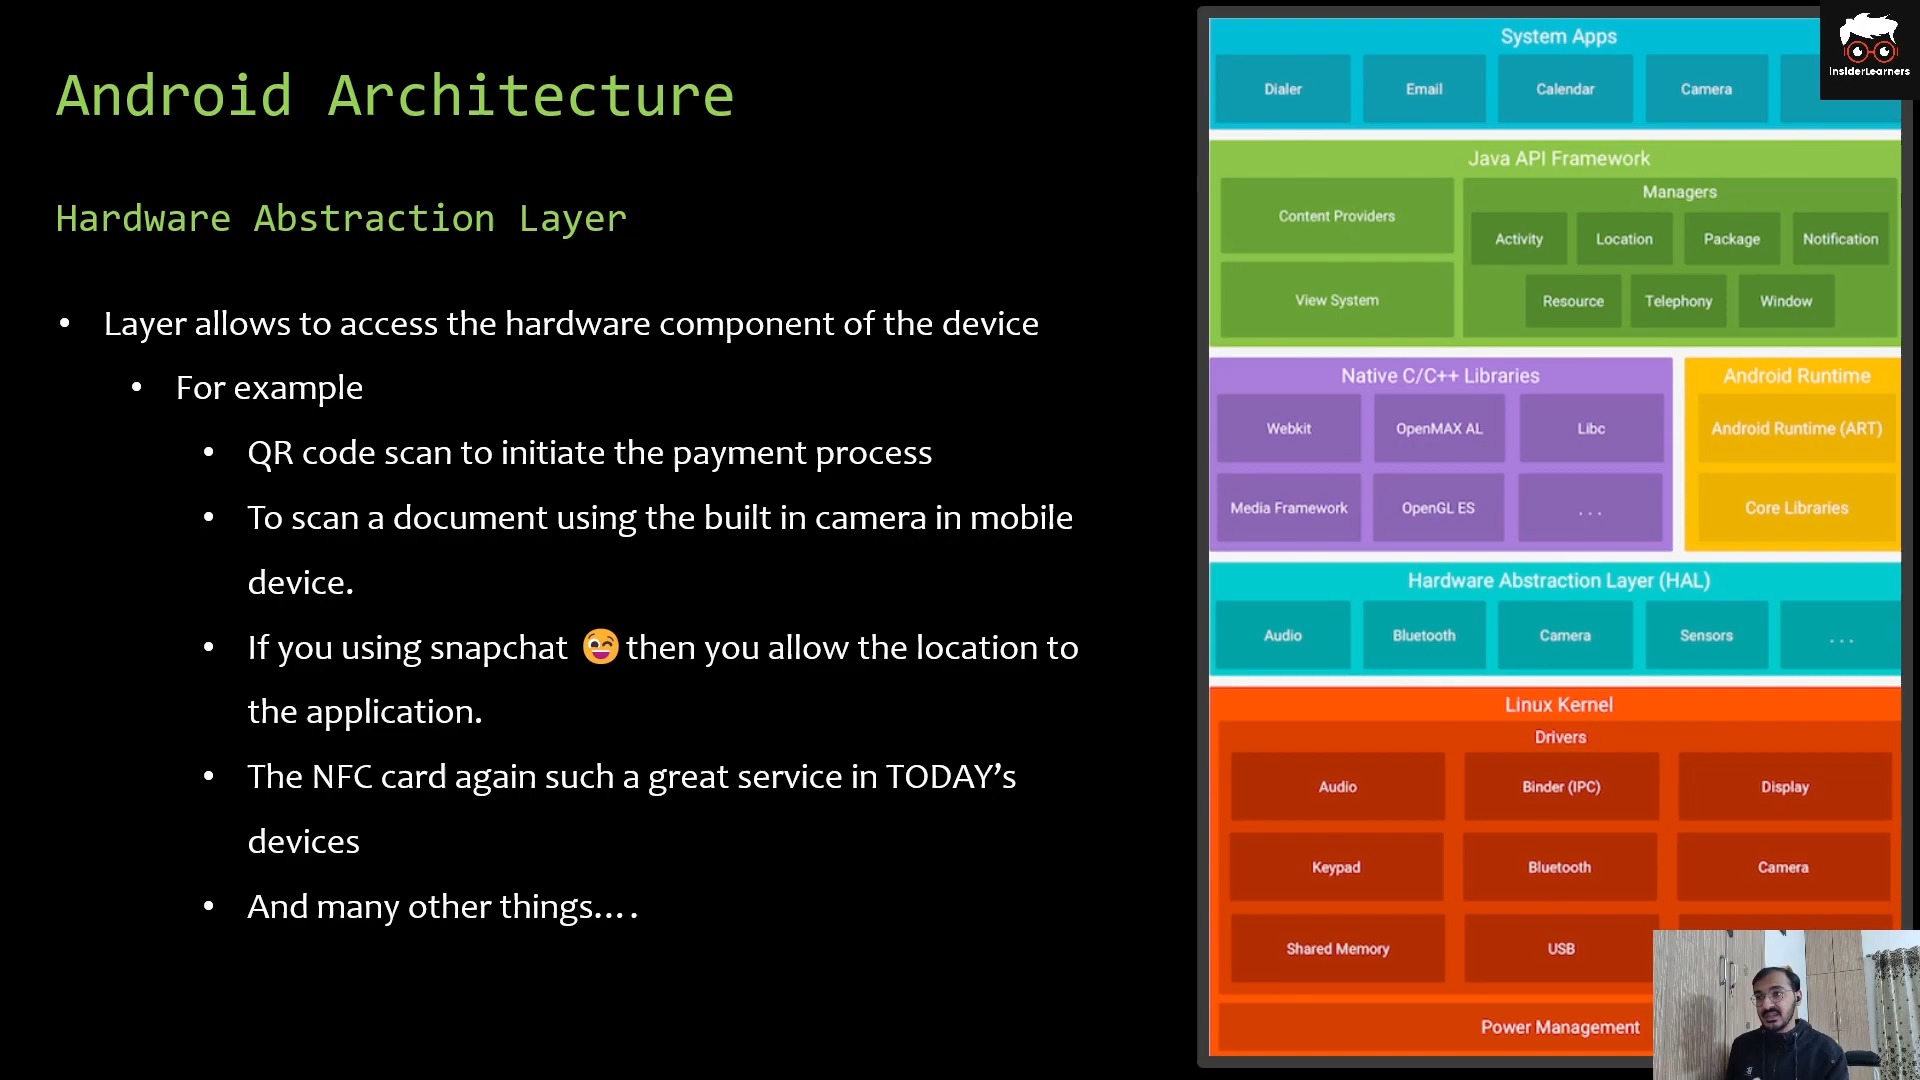 Android Architecture
Hardware Abstraction Layer
• Layer allows to access the hardware component of the device
• For example
• QR code scan to initiate the payment process
• To scan a document using the built in camera in mobile
device.
• If you using snapchat 😄 then you allow the location to
the application.
• The NFC card again such a great service in TODAY’s
devices
• And many other things….
System Apps
Dialer Email Calendar Camera
InsiderLearners
Java API Framework
Content Providers
View System
Managers
Activity Location Package Notification
Resource Telephony Window
Native C/C++ Libraries
Webkit OpenMAX AL Libc
Media Framework OpenGL ES ...
Android Runtime
Android Runtime (ART)
Core Libraries
Hardware Abstraction Layer (HAL)
Audio Bluetooth Camera Sensors ...
Linux Kernel
Drivers
Audio Binder (IPC) Display
Keypad Bluetooth Camera
Shared Memory USB
Power Management